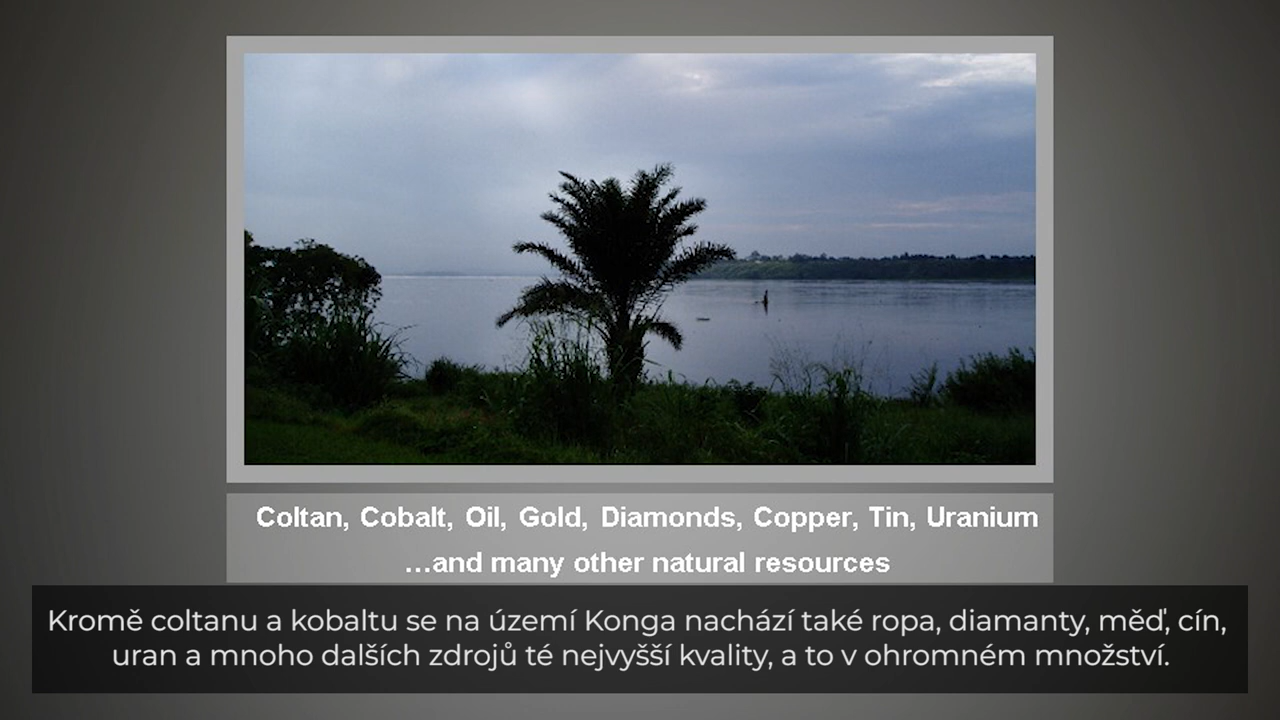 Coltan, Cobalt, Oil, Gold, Diamonds, Copper, Tin, Uranium
...and many other natural resources
Kromě coltanu a kobaltu se na území Konga nachází také ropa, diamanty, měď, cín,
uran a mnoho dalších zdrojů té nejvyšší kvality, a to v ohromném množství.